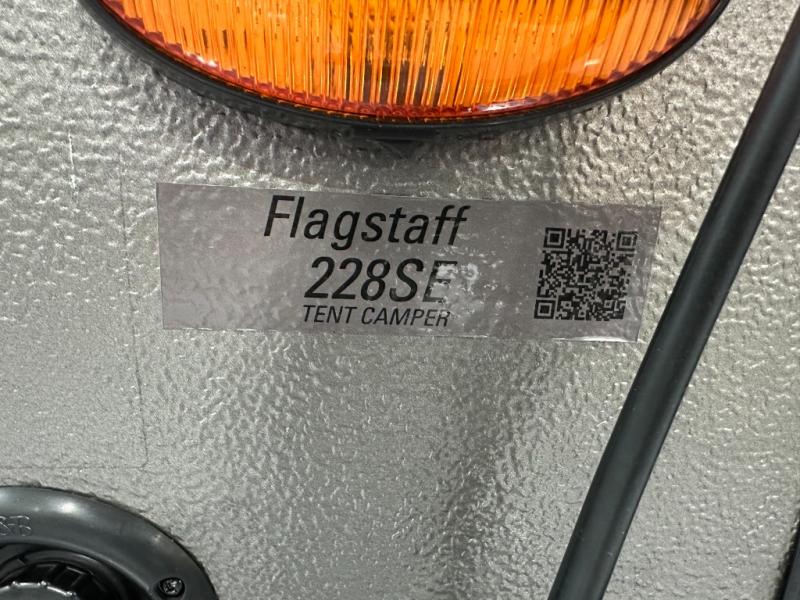 Flagstaff
228SE
TENT CAMPER